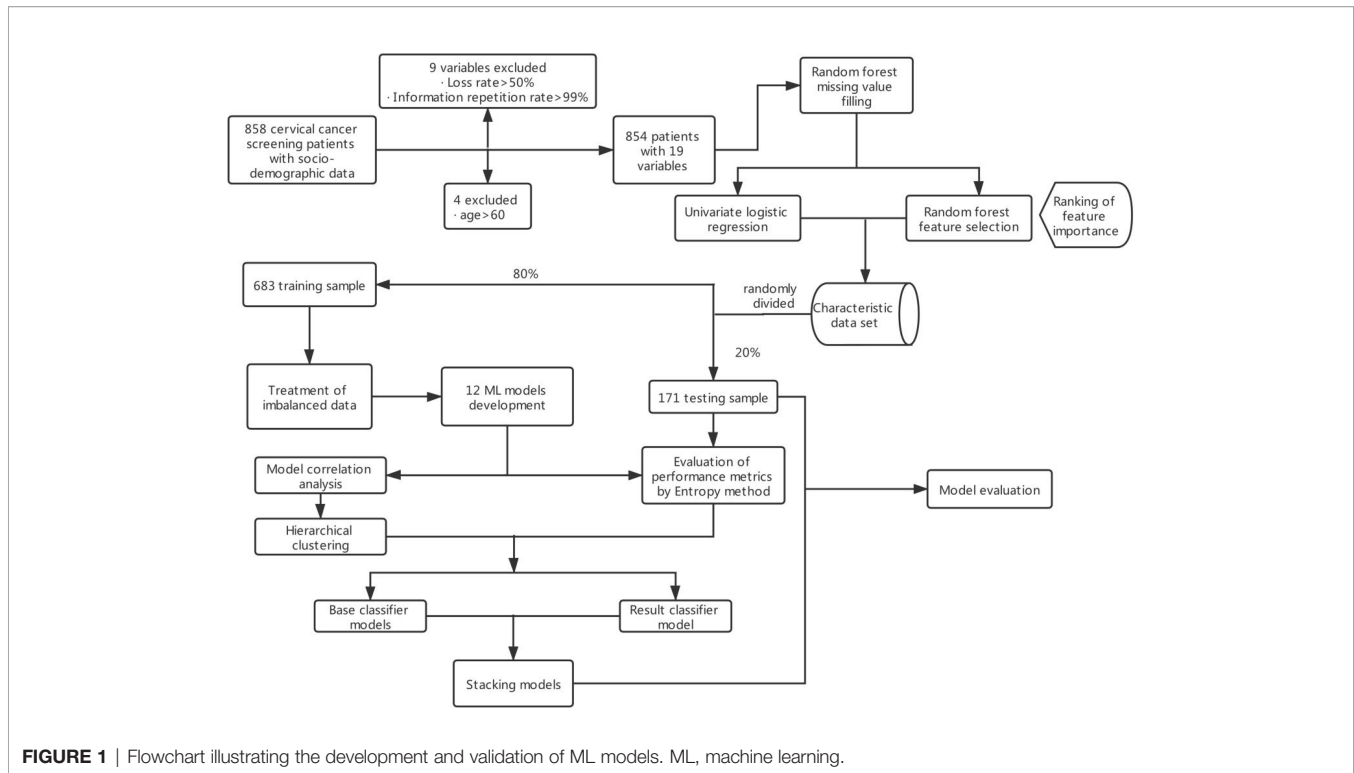 9 variables excluded
· Loss rate>50%
· Information repetition rate>99%
Random forest
missing value
filling
858 cervical cancer
screening patients
with socio-
demographic data
854 patients
with 19
variables
4 excluded
· age>60
Univariate logistic
regression
Random forest
feature selection
Ranking of
feature
importance
683 training sample
80%
randomly
divided
Characteristic
data set
20%
Treatment of
imbalanced data
12 ML models
development
171 testing sample
Model correlation
analysis
Evaluation of
performance metrics
by Entropy method
Model evaluation
Hierarchical
clustering
Base classifier
models
Result classifier
model
Stacking models
FIGURE 1 | Flowchart illustrating the development and validation of ML models. ML, machine learning.